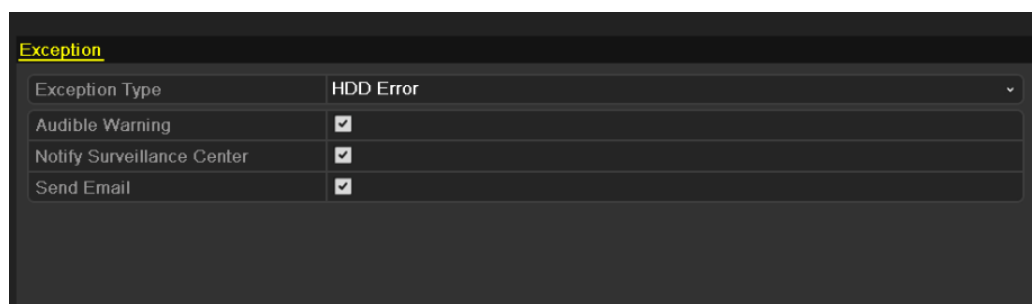 Exception
Exception Type HDD Error
Audible Warning
Notify Surveillance Center
Send Email